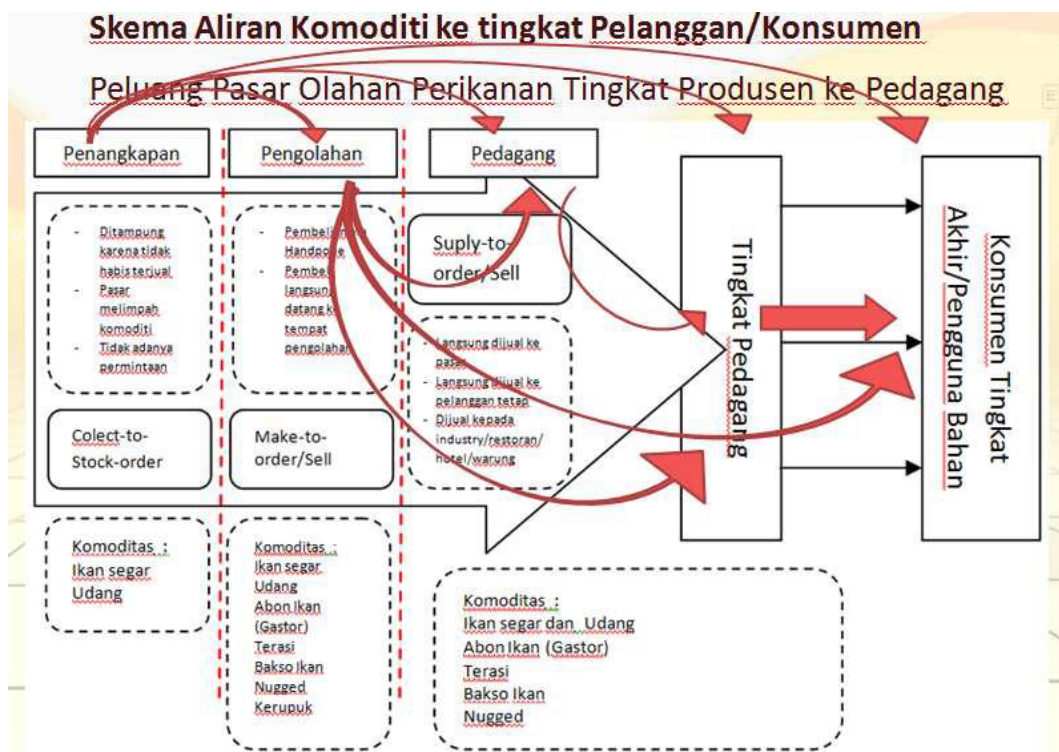 Skema Aliran Komoditi ke tingkat Pelanggan/Konsumen
Peluang Pasar Olahan Perikanan Tingkat Produsen ke Pedagang
Penangkapan
Pengolahan
Pedagang
- Ditampung
karena tidak
habis terjual
- Pasar
melimpah
komoditi
- Tidak adanya
permintaan
Colect-to-
Stock-order
- Pembeli
Handpone
- Pembeli
langsung
datang ke
tempat
pengolahan
Make-to-
order/Sell
Suply-to-
order/Sell
- Langsung dijual ke
pasar
- Langsung dijual ke
pelanggan tetap
- Dijual kepada
industry/restoran/
hotel/warung
Tingkat Pedagang
Konsumen Tingkat
Akhir/Pengguna Bahan
Komoditas :
Ikan segar
Udang
Komoditas :
Ikan segar
Udang
Abon Ikan
(Gastor)
Terasi
Bakso Ikan
Nugged
Kerupuk
Komoditas :
Ikan segar dan Udang
Abon Ikan (Gastor)
Terasi
Bakso Ikan
Nugged